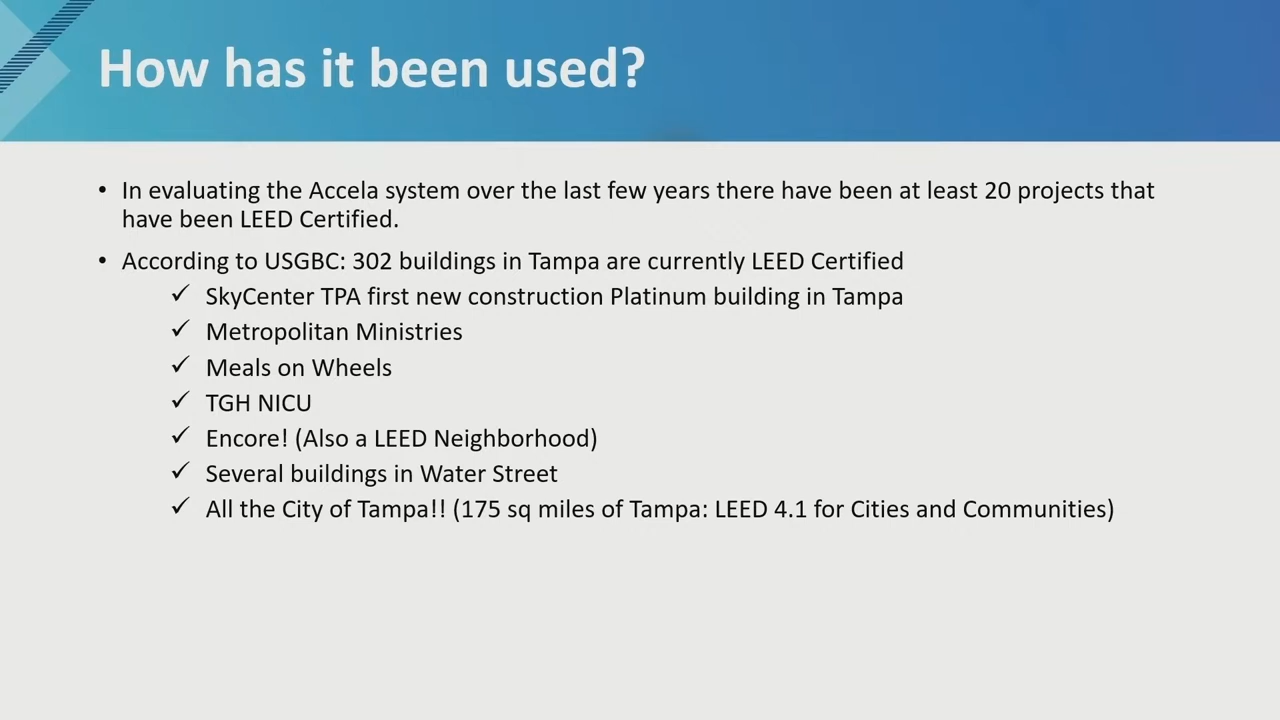 How has it been used?
• In evaluating the Accela system over the last few years there have been at least 20 projects that
have been LEED Certified.
• According to USGBC: 302 buildings in Tampa are currently LEED Certified
✓ SkyCenter TPA first new construction Platinum building in Tampa
✓ Metropolitan Ministries
✓ Meals on Wheels
✓ TGH NICU
✓ Encore! (Also a LEED Neighborhood)
✓ Several buildings in Water Street
✓ All the City of Tampa!! (175 sq miles of Tampa: LEED 4.1 for Cities and Communities)